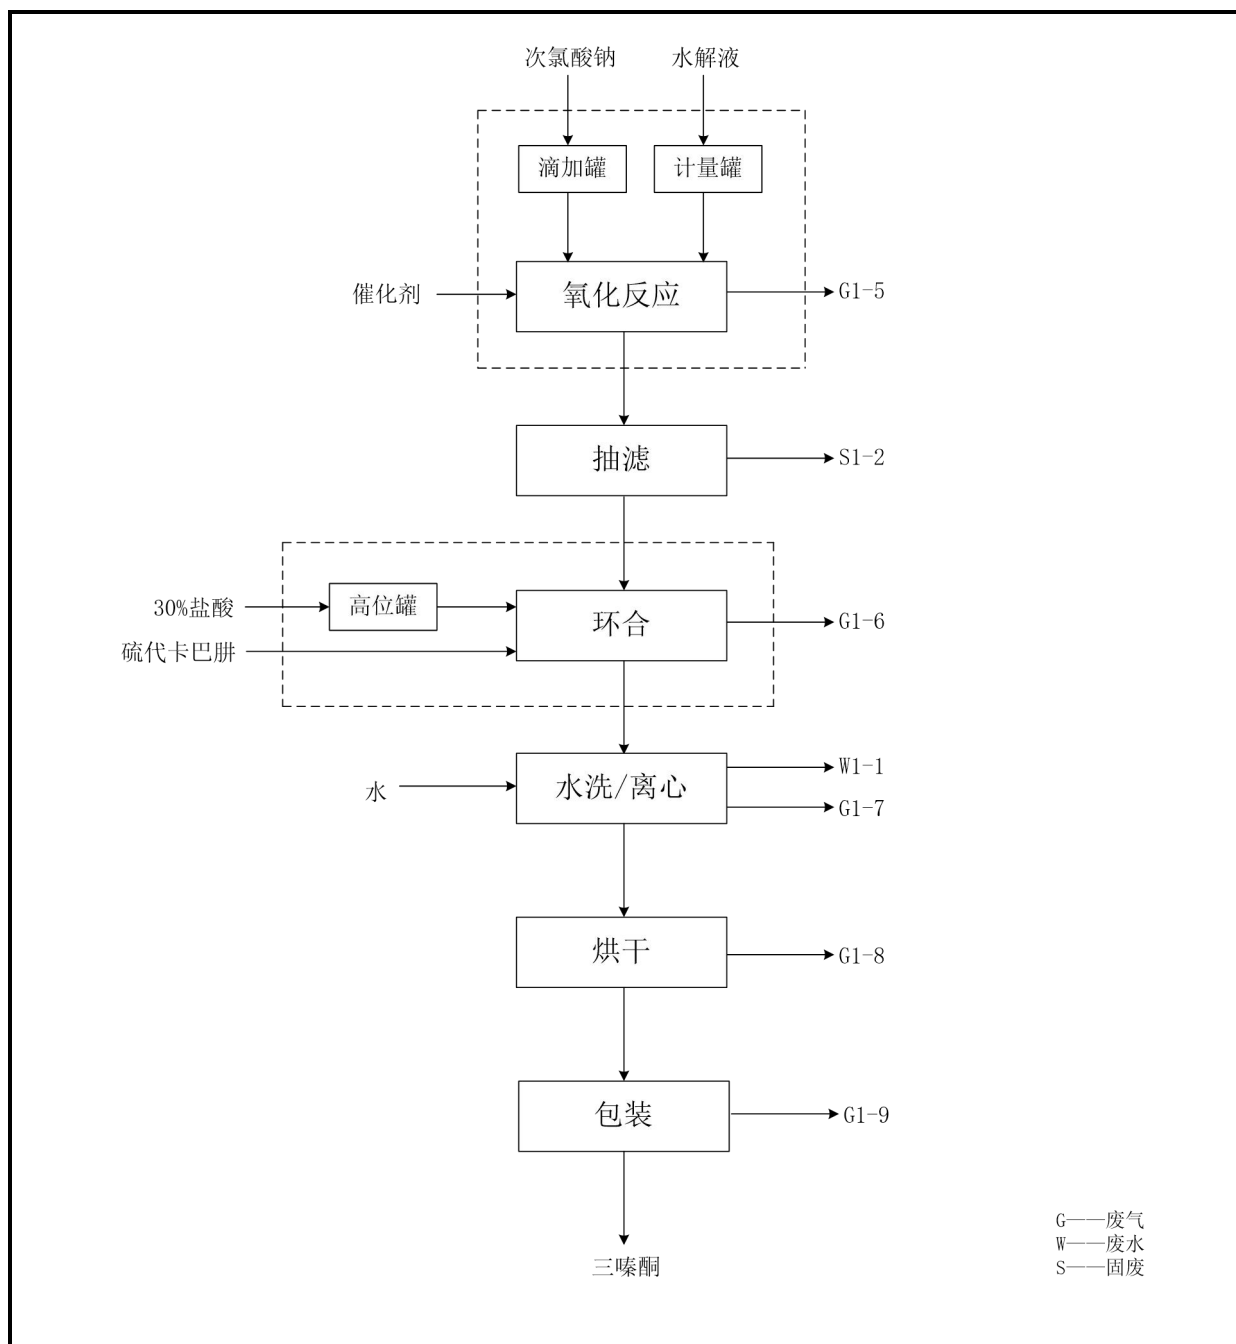 次氯酸钠
水解液
滴加罐
计量罐
催化剂
氧化反应
G1-5
抽滤
S1-2
30%盐酸
高位罐
环合
G1-6
硫代卡巴肼
水
水洗/离心
W1-1
G1-7
烘干
G1-8
包装
G1-9
三嗪酮
G——废气
W——废水
S——固废